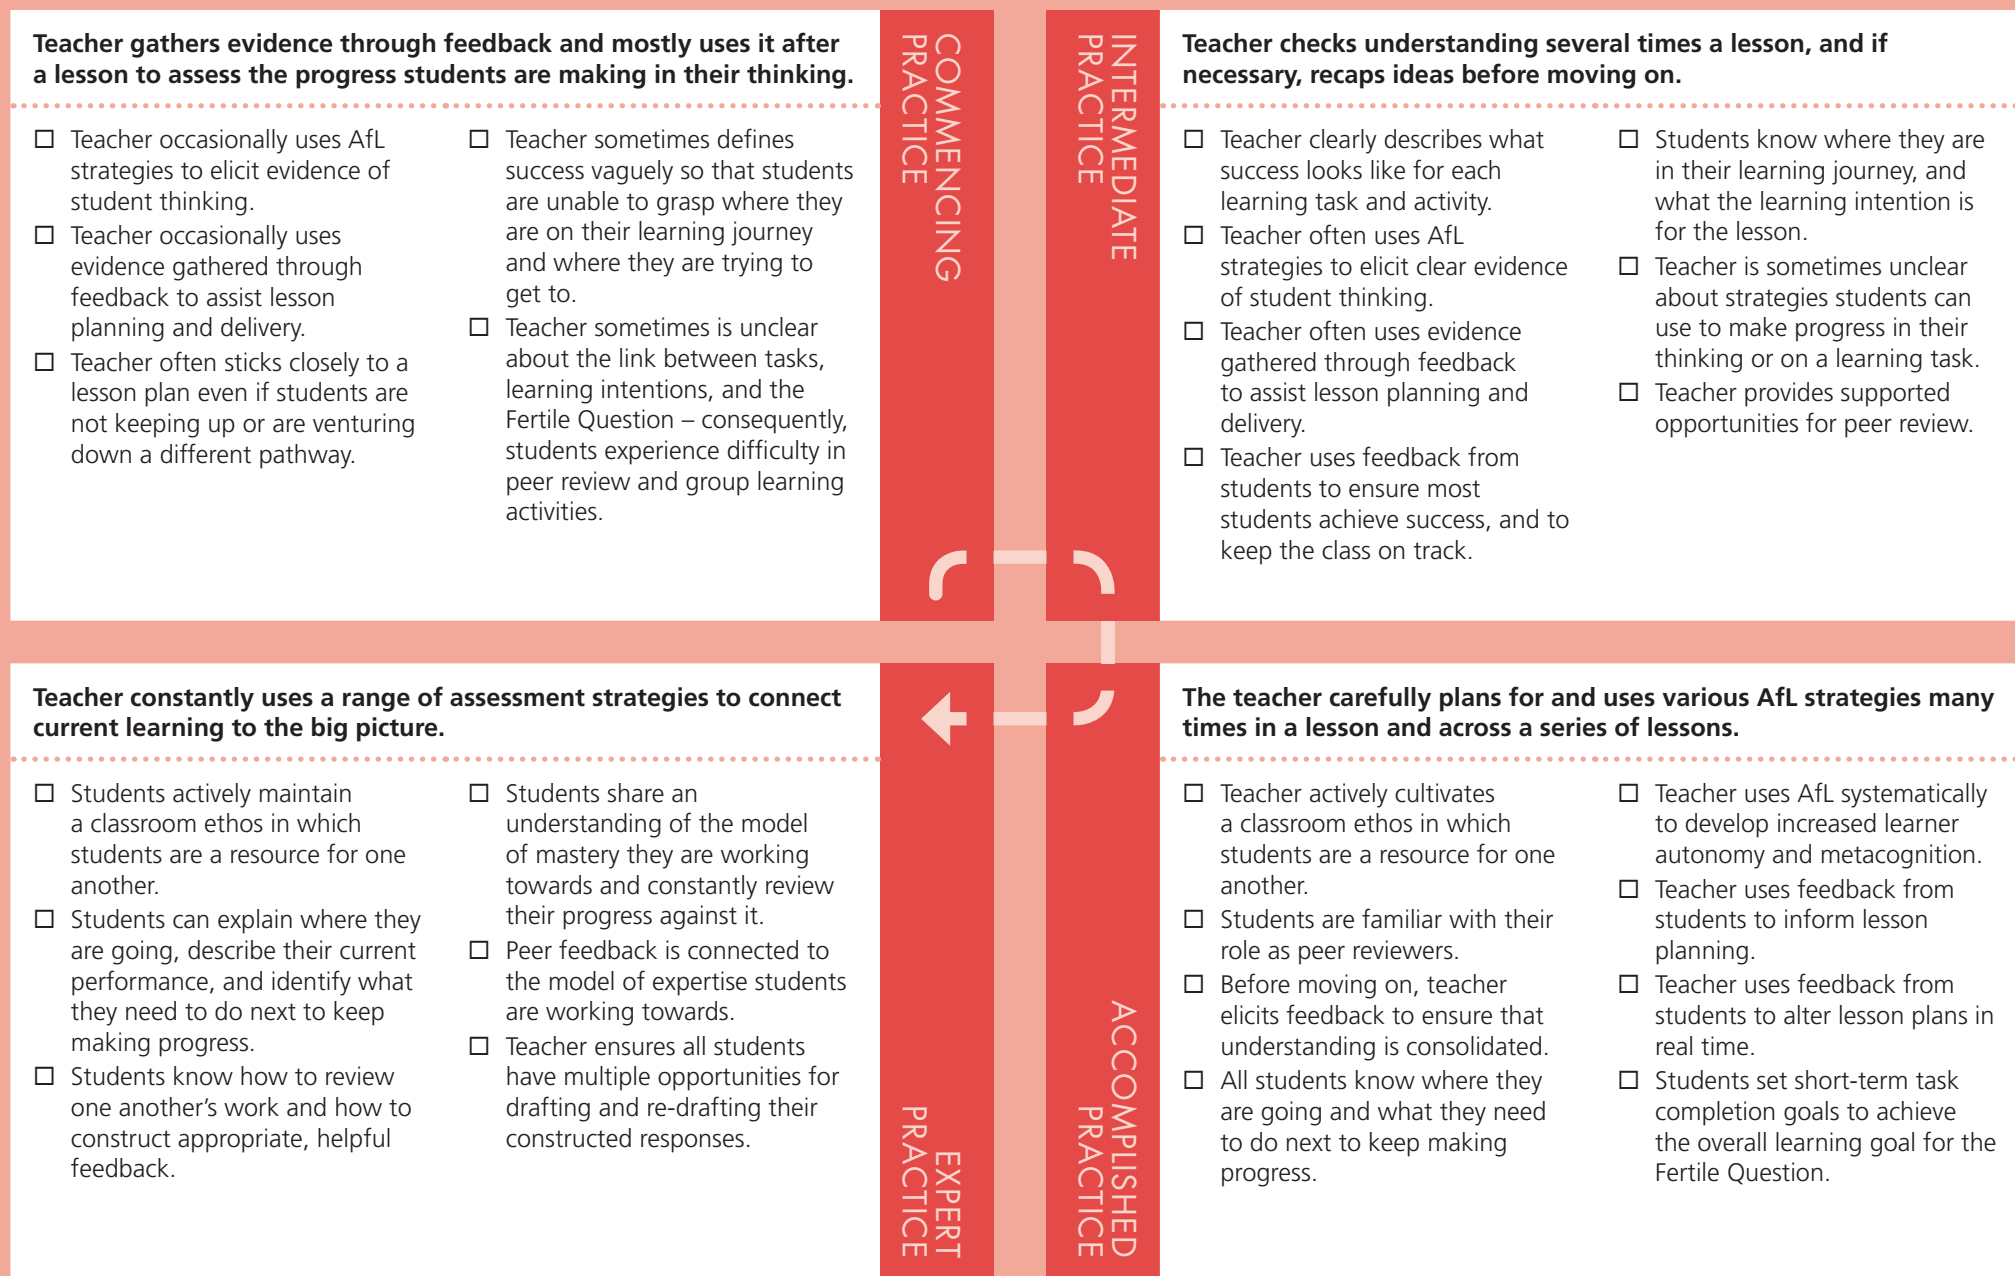 Teacher gathers evidence through feedback and mostly uses it after
a lesson to assess the progress students are making in their thinking.
☐ Teacher occasionally uses AfL
strategies to elicit evidence of
student thinking.
☐ Teacher occasionally uses
evidence gathered through
feedback to assist lesson
planning and delivery.
☐ Teacher often sticks closely to a
lesson plan even if students are
not keeping up or are venturing
down a different pathway.
☐ Teacher sometimes defines
success vaguely so that students
are unable to grasp where they
are on their learning journey
and where they are trying to
get to.
☐ Teacher sometimes is unclear
about the link between tasks,
learning intentions, and the
Fertile Question – consequently,
students experience difficulty in
peer review and group learning
activities.
COMMENCING
PRACTICE
INTERMEDIATE
PRACTICE
Teacher checks understanding several times a lesson, and if
necessary, recaps ideas before moving on.
☐ Teacher clearly describes what
success looks like for each
learning task and activity.
☐ Teacher often uses AfL
strategies to elicit clear evidence
of student thinking.
☐ Teacher often uses evidence
gathered through feedback
to assist lesson planning and
delivery.
☐ Teacher uses feedback from
students to ensure most
students achieve success, and to
keep the class on track.
☐ Students know where they are
in their learning journey, and
what the learning intention is
for the lesson.
☐ Teacher is sometimes unclear
about strategies students can
use to make progress in their
thinking or on a learning task.
☐ Teacher provides supported
opportunities for peer review.
Teacher constantly uses a range of assessment strategies to connect
current learning to the big picture.
☐ Students actively maintain
a classroom ethos in which
students are a resource for one
another.
☐ Students can explain where they
are going, describe their current
performance, and identify what
they need to do next to keep
making progress.
☐ Students know how to review
one another’s work and how to
construct appropriate, helpful
feedback.
☐ Students share an
understanding of the model
of mastery they are working
towards and constantly review
their progress against it.
☐ Peer feedback is connected to
the model of expertise students
are working towards.
☐ Teacher ensures all students
have multiple opportunities for
drafting and re-drafting their
constructed responses.
EXPERT
PRACTICE
ACCOMPLISHED
PRACTICE
The teacher carefully plans for and uses various AfL strategies many
times in a lesson and across a series of lessons.
☐ Teacher actively cultivates
a classroom ethos in which
students are a resource for one
another.
☐ Students are familiar with their
role as peer reviewers.
☐ Before moving on, teacher
elicits feedback to ensure that
understanding is consolidated.
☐ All students know where they
are going and what they need
to do next to keep making
progress.
☐ Teacher uses AfL systematically
to develop increased learner
autonomy and metacognition.
☐ Teacher uses feedback from
students to inform lesson
planning.
☐ Teacher uses feedback from
students to alter lesson plans in
real time.
☐ Students set short-term task
completion goals to achieve
the overall learning goal for the
Fertile Question.